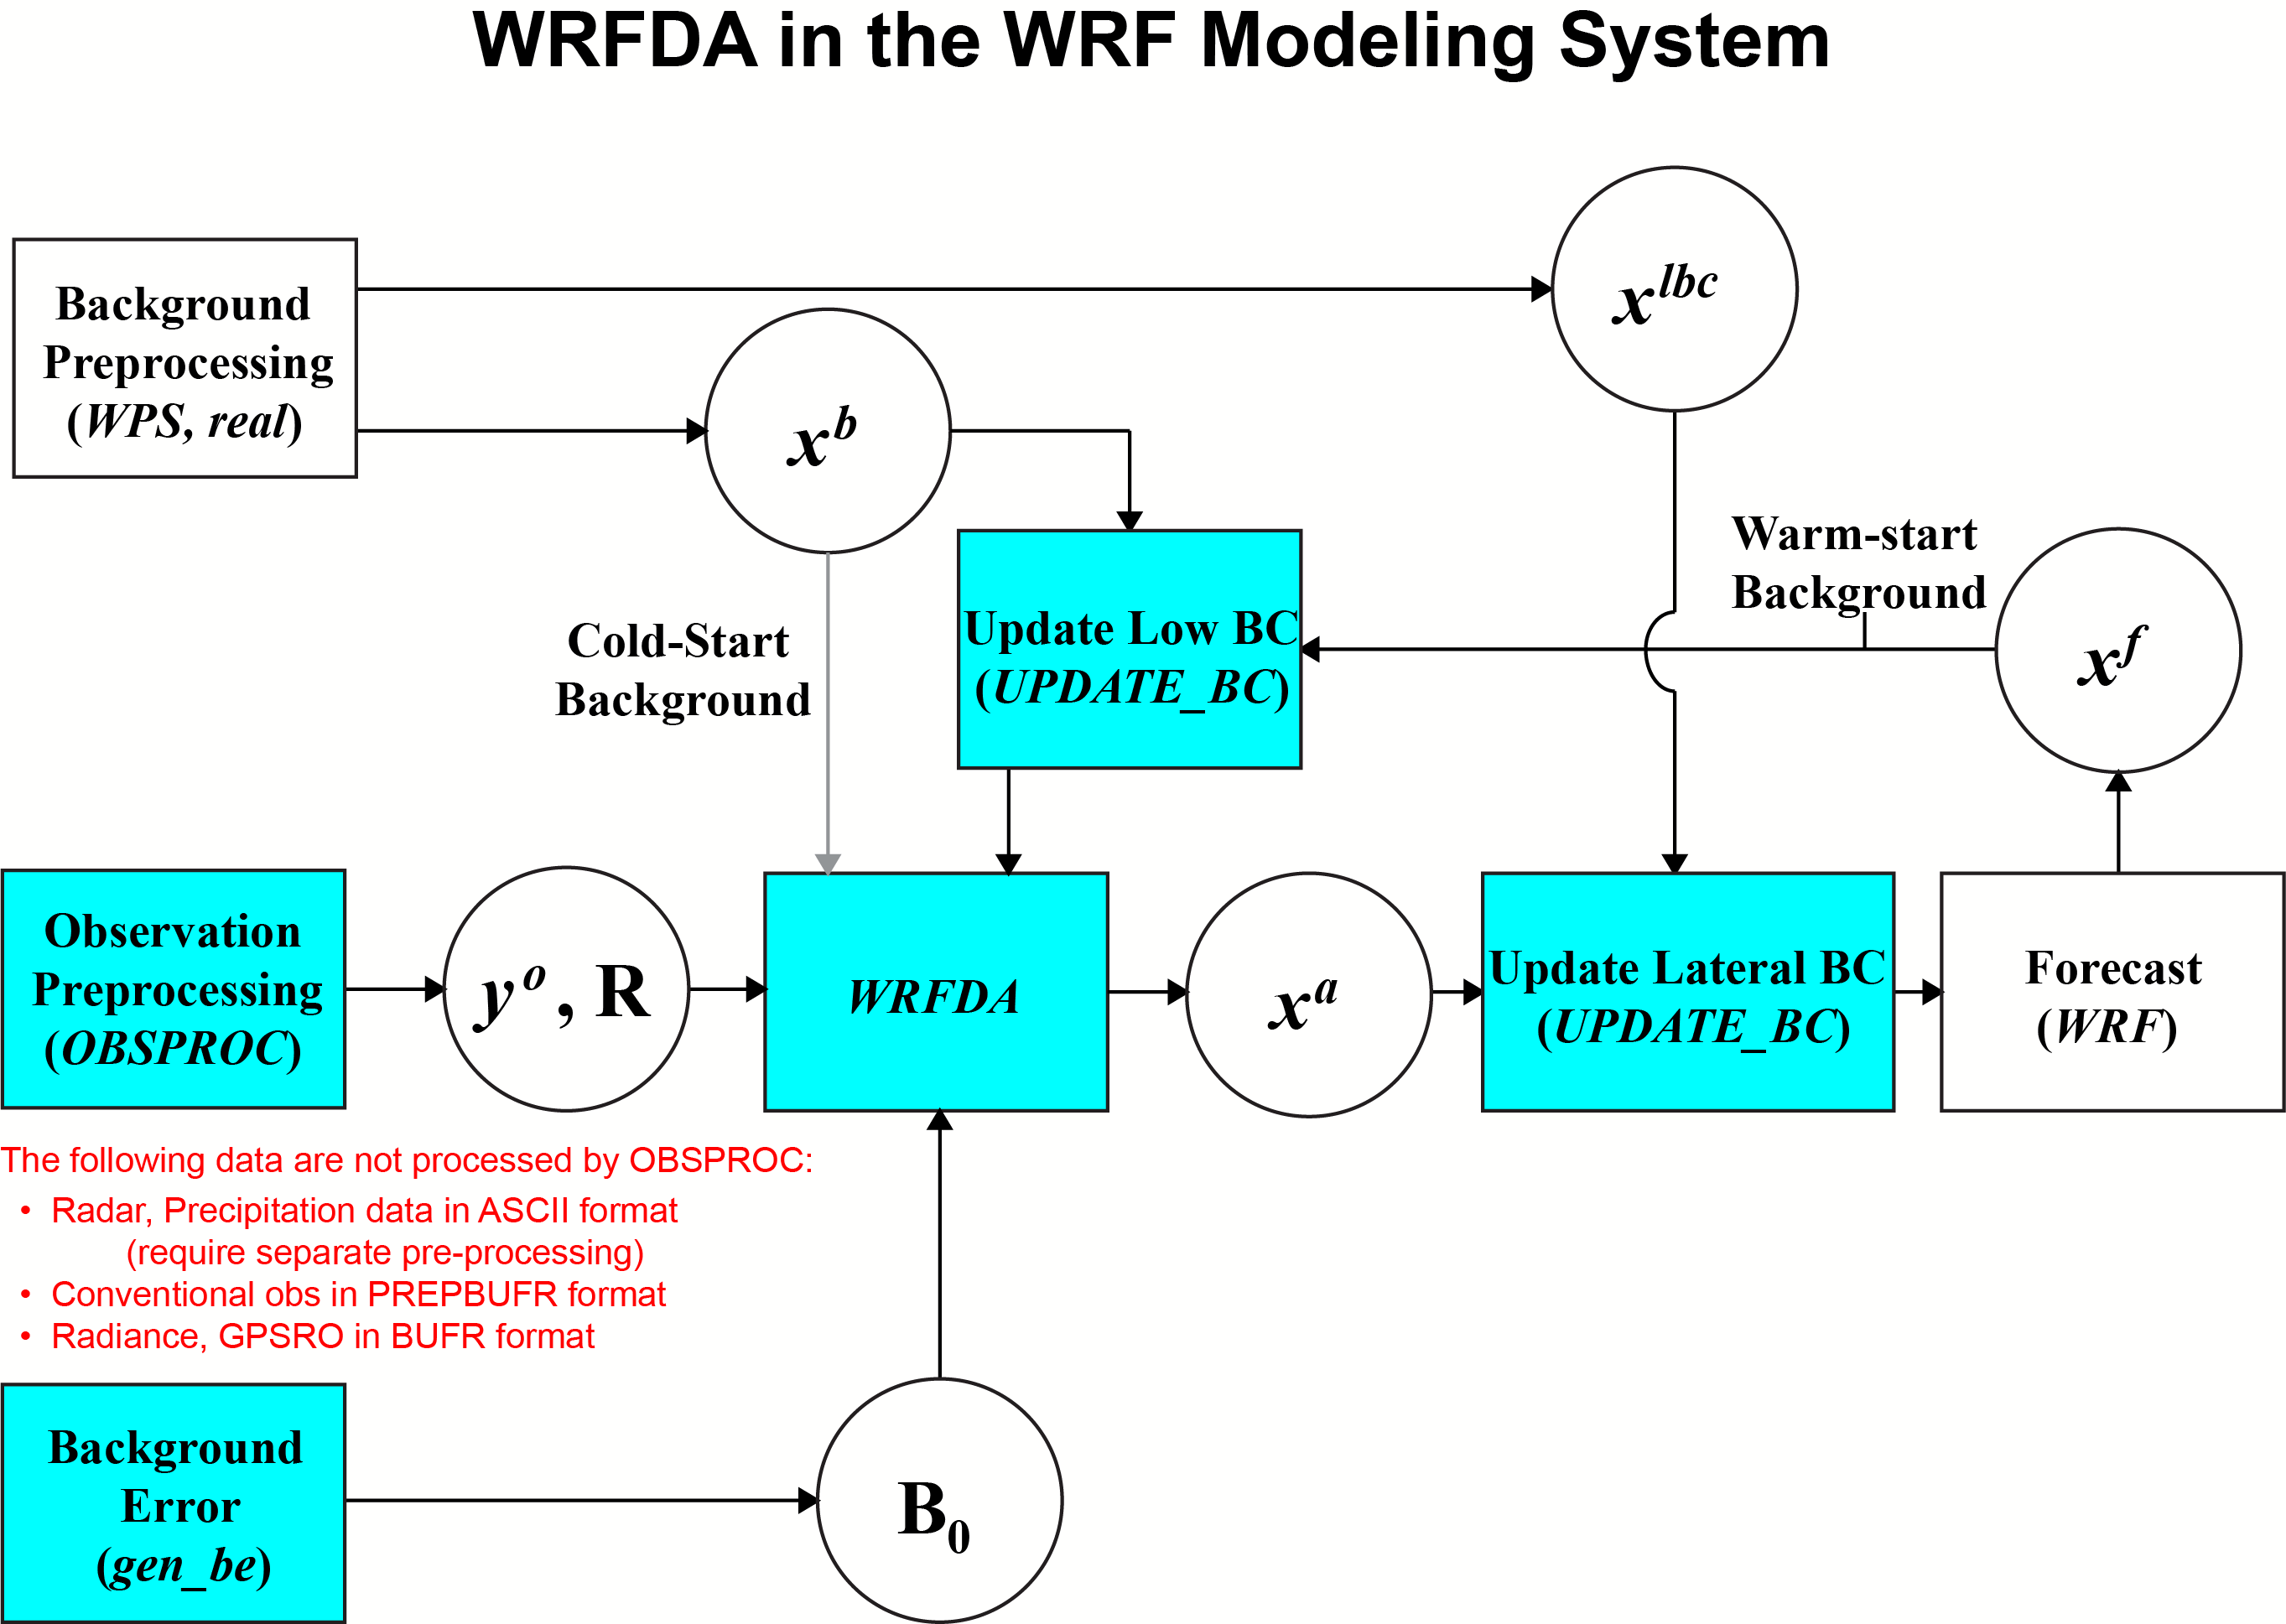 WRFDA in the WRF Modeling System
Background
Preprocessing
(WPS, real)
x^b
x^lbc
Cold-Start
Background
Update Low BC
(UPDATE_BC)
Warm-start
Background
x^f
Observation
Preprocessing
(OBSPROC)
y^o, R
WRFDA
x^a
Update Lateral BC
(UPDATE_BC)
Forecast
(WRF)
The following data are not processed by OBSPROC:
• Radar, Precipitation data in ASCII format
(require separate pre-processing)
• Conventional obs in PREPBUFR format
• Radiance, GPSRO in BUFR format
Background
Error
(gen_be)
B_0